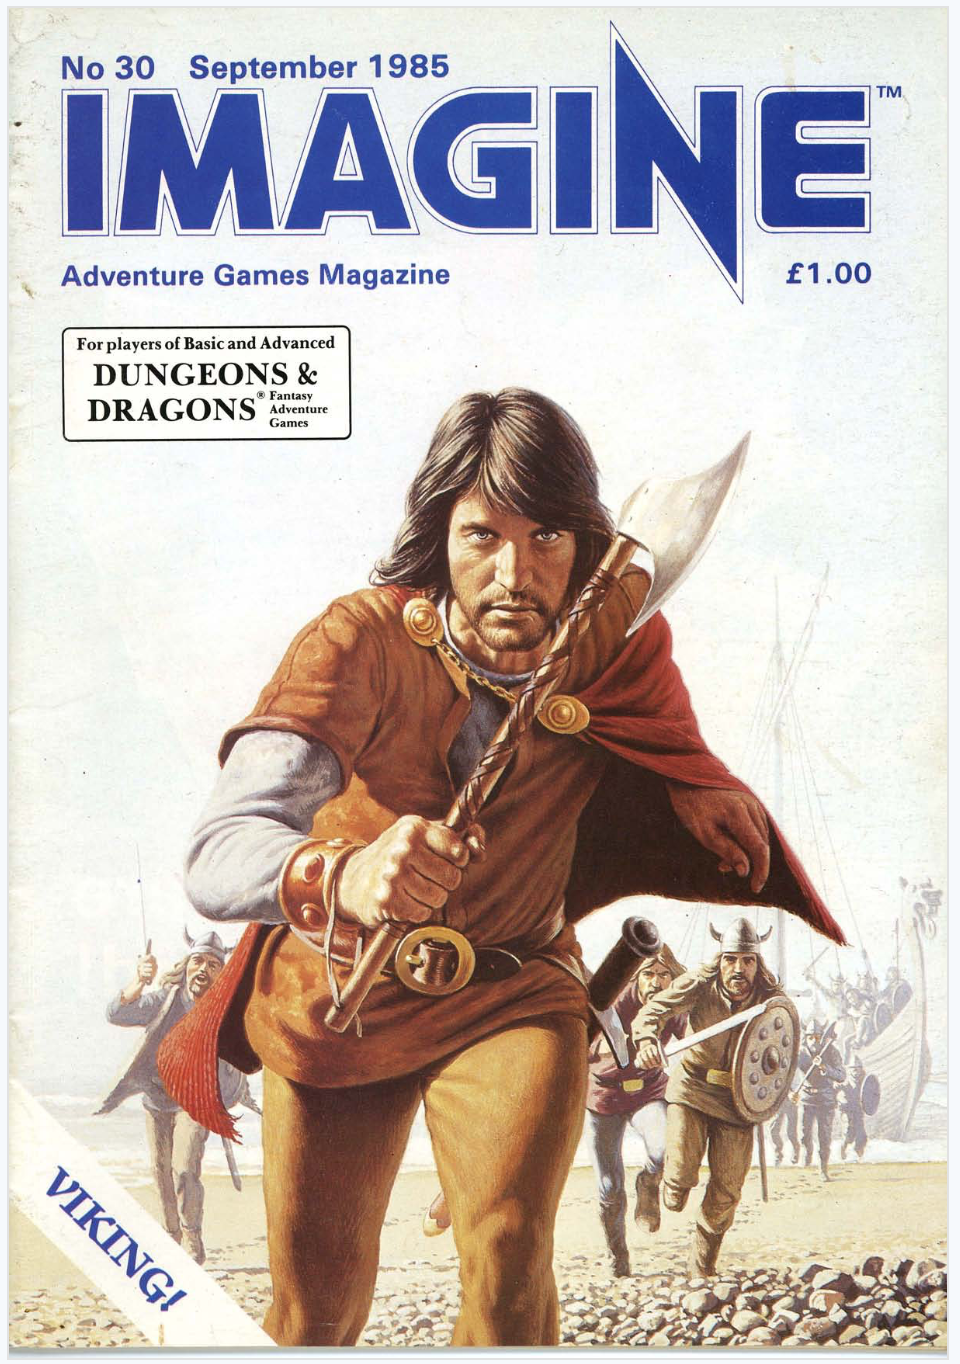 No 30 September 1985
IMAGINE™
Adventure Games Magazine
£1.00
For players of Basic and Advanced
DUNGEONS &
DRAGONS® Fantasy
Adventure
Games
VIKING!